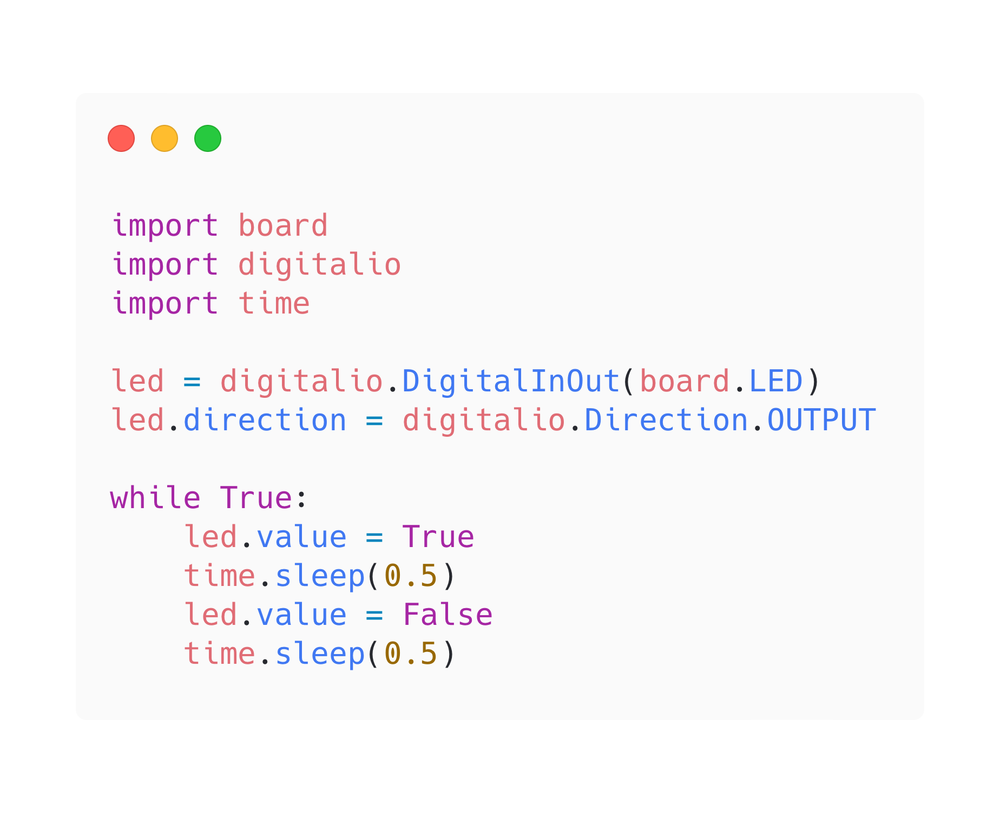 import board
import digitalio
import time

led = digitalio.DigitalInOut(board.LED)
led.direction = digitalio.Direction.OUTPUT

while True:
    led.value = True
    time.sleep(0.5)
    led.value = False
    time.sleep(0.5)